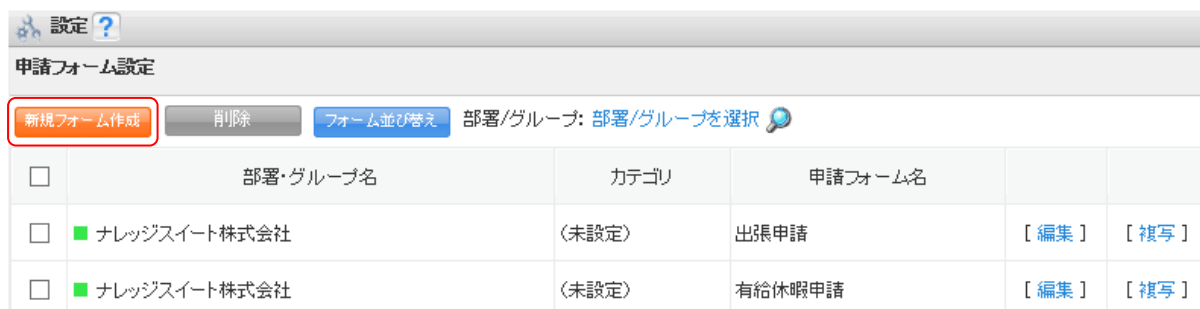 設定 ?
申請フォーム設定
新規フォーム作成 削除 フォーム並び替え 部署/グループ: 部署/グループを選択
部署・グループ名 カテゴリ 申請フォーム名
ナレッジスイート株式会社 (未設定) 出張申請 [ 編集 ] [ 複写 ]
ナレッジスイート株式会社 (未設定) 有給休暇申請 [ 編集 ] [ 複写 ]